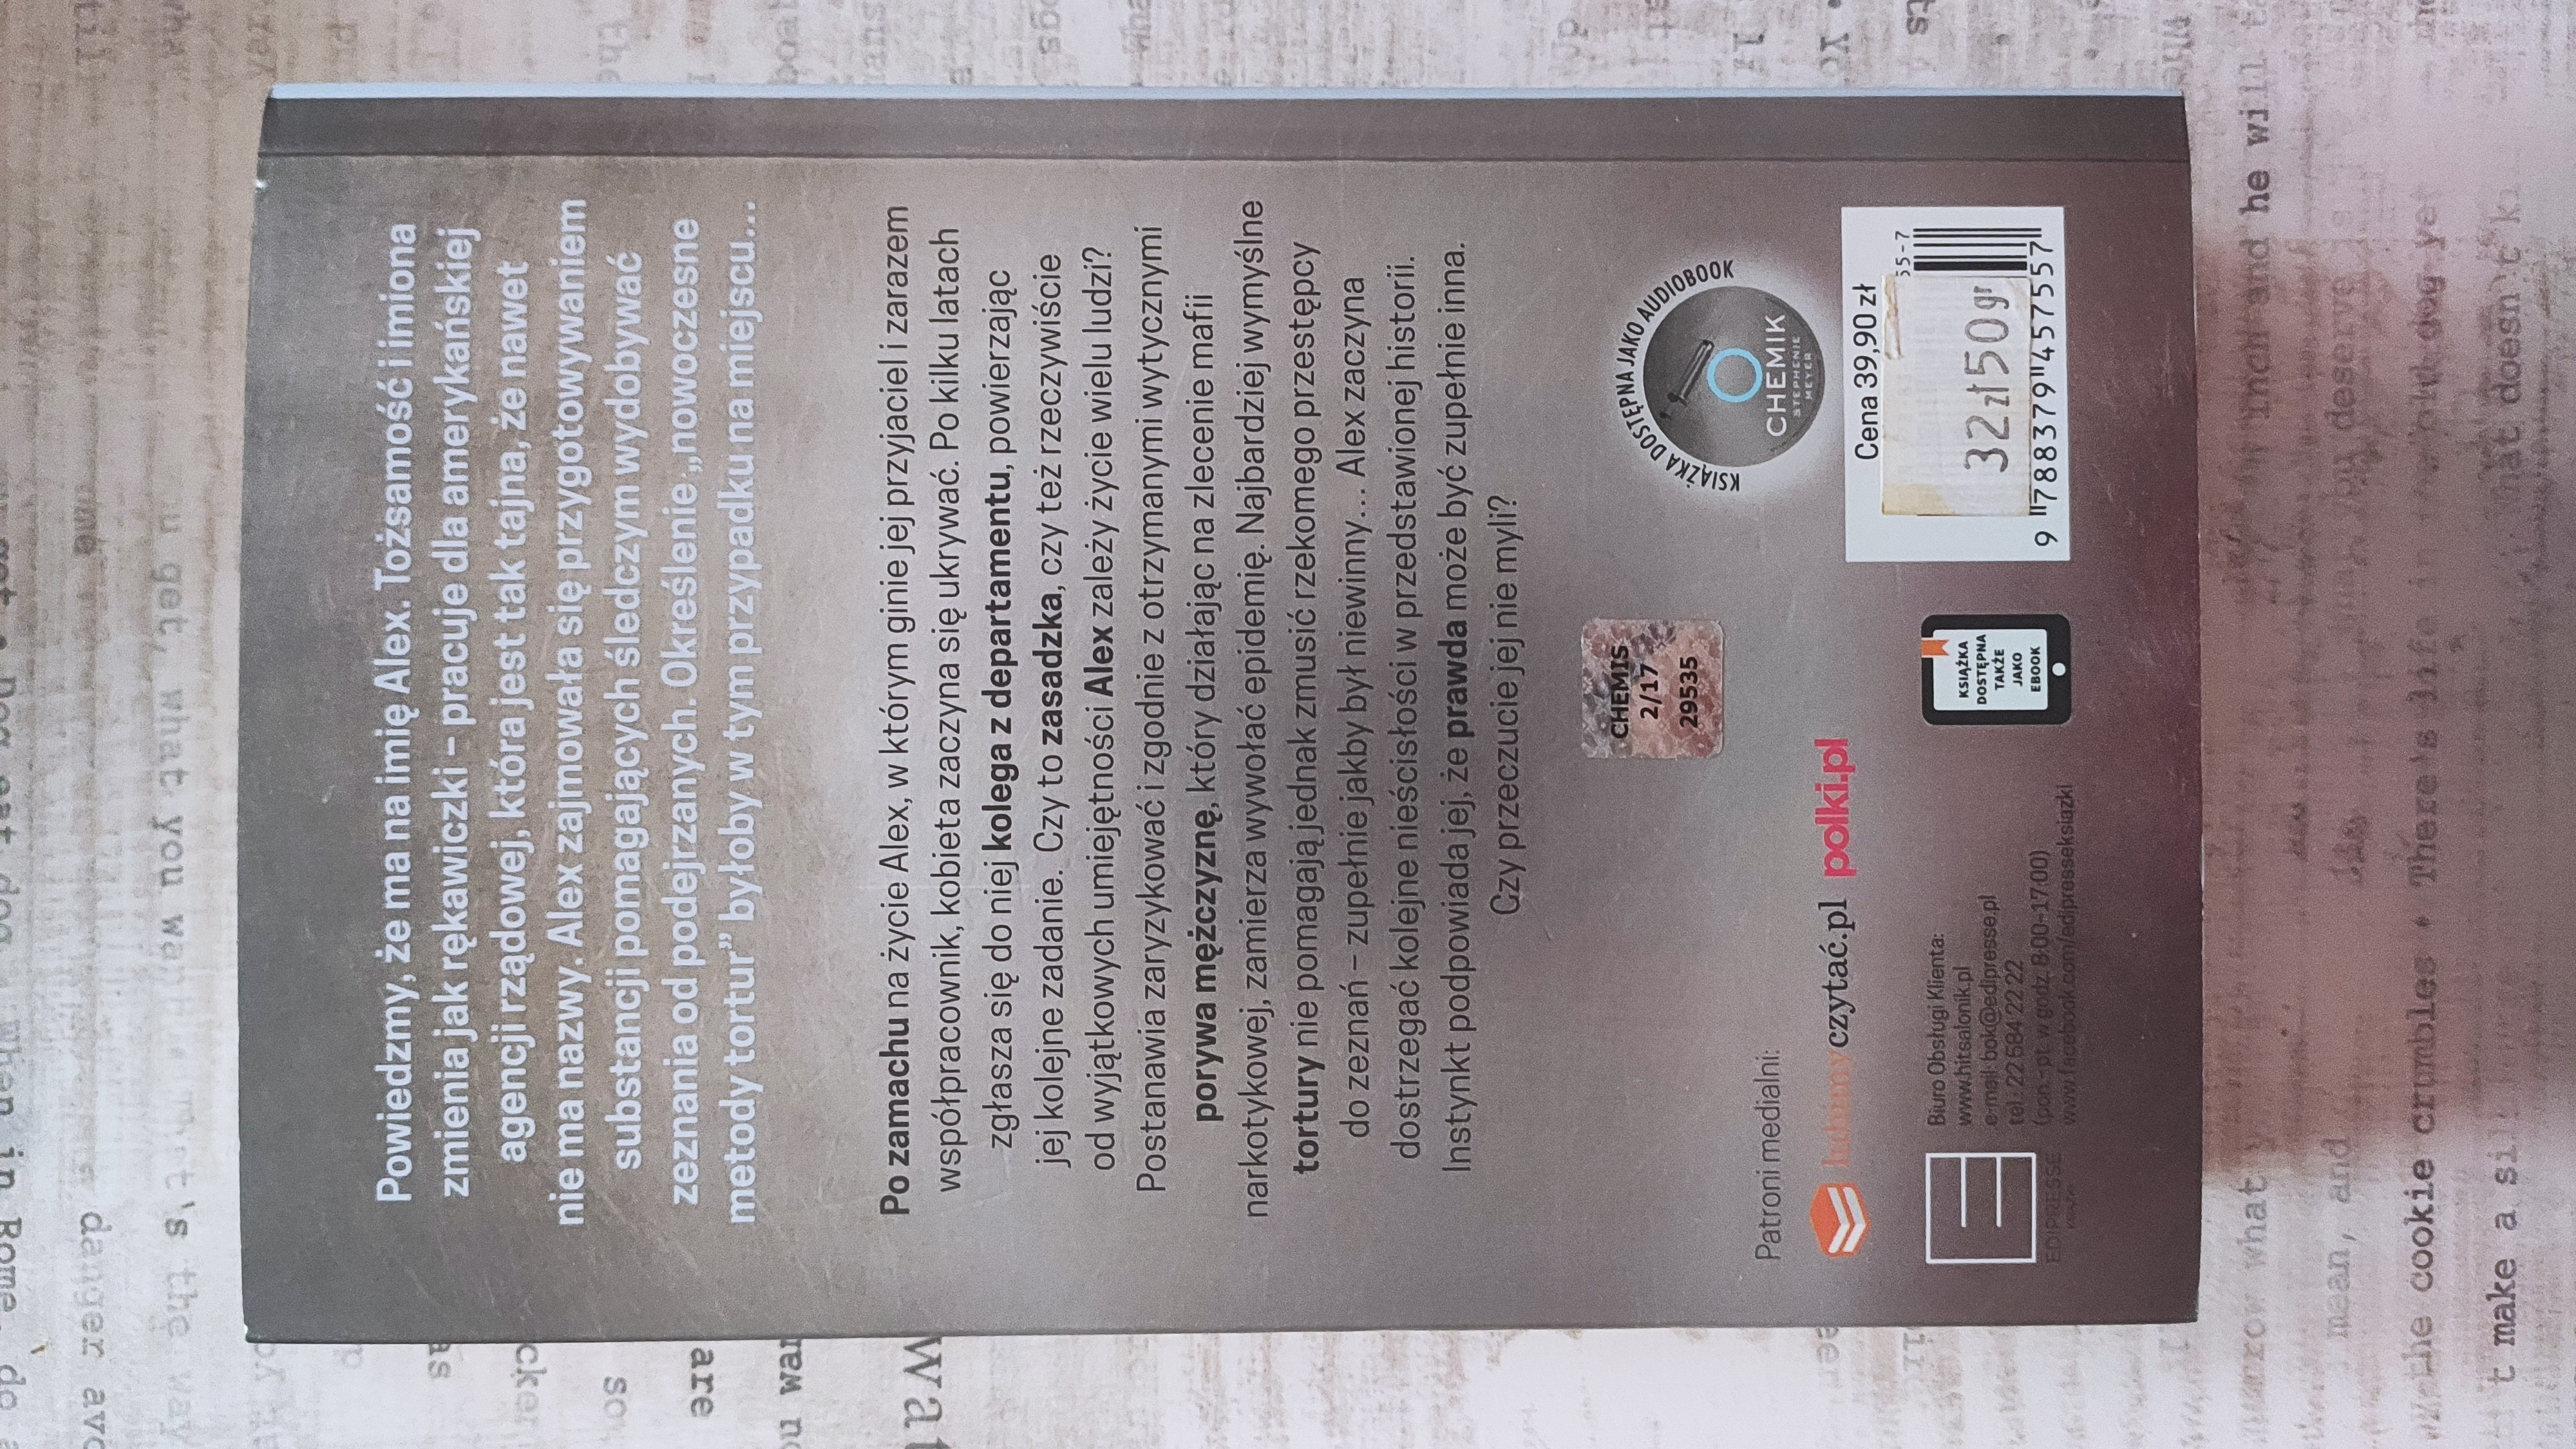 danger
get, what you want • That's the way
Powiedzmy, że ma na imię Alex. Tożsamość i imiona
zmienia jak rękawiczki – pracuje dla amerykańskiej
agencji rządowej, która jest tak tajna, że nawet
nie ma nazwy. Alex zajmowała się przygotowywaniem
substancji pomagających śledczym wydobywać
zeznania od podejrzanych. Określenie „nowoczesne
metody tortur” byłoby w tym przypadku na miejscu...
Po zamachu na życie Alex, w którym ginie jej przyjaciel i zarazem
współpracownik, kobieta zaczyna się ukrywać. Po kilku latach
zgłasza się do niej kolega z departamentu, powierzając
jej kolejne zadanie. Czy to zasadzka, czy też rzeczywiście
od wyjątkowych umiejętności Alex zależy życie wielu ludzi?
Postanawia zaryzykować i zgodnie z otrzymanymi wytycznymi
porywa mężczyznę, który działając na zlecenie mafii
narkotykowej, zamierza wywołać epidemię. Najbardziej wymyślne
tortury nie pomagają jednak zmusić rzekomego przestępcy
do zeznań – zupełnie jakby był niewinny... Alex zaczyna
dostrzegać kolejne nieścisłości w przedstawionej historii.
Instynkt podpowiada jej, że prawda może być zupełnie inna.
Czy przeczucie jej nie myli?
CHEMIS
2/17
29535
KSIĄŻKA DOSTĘPNA JAKO AUDIOBOOK
CHEMIK
STEPHENIE
MEYER
Patroni medialni:
lubimyczytać.pl polki.pl
Cena 39,90 zł
55-7
32 zł 50 gr
9 788379 457557
EDIPRESSE
Biuro Obsługi Klienta:
www.hitsalonik.pl
e-mail: bok@edipresse.pl
tel.: 22 584 22 22
(pon.-pt. w godz. 8:00-17:00)
www.facebook.com/edipresseksiazki
KSIĄŻKA
DOSTĘPNA
TAKŻE
JAKO
EBOOK
what
inch and he will
mean, and
you deserve is
the cookie crumbles • There's life old dog yet
make a
doesn't